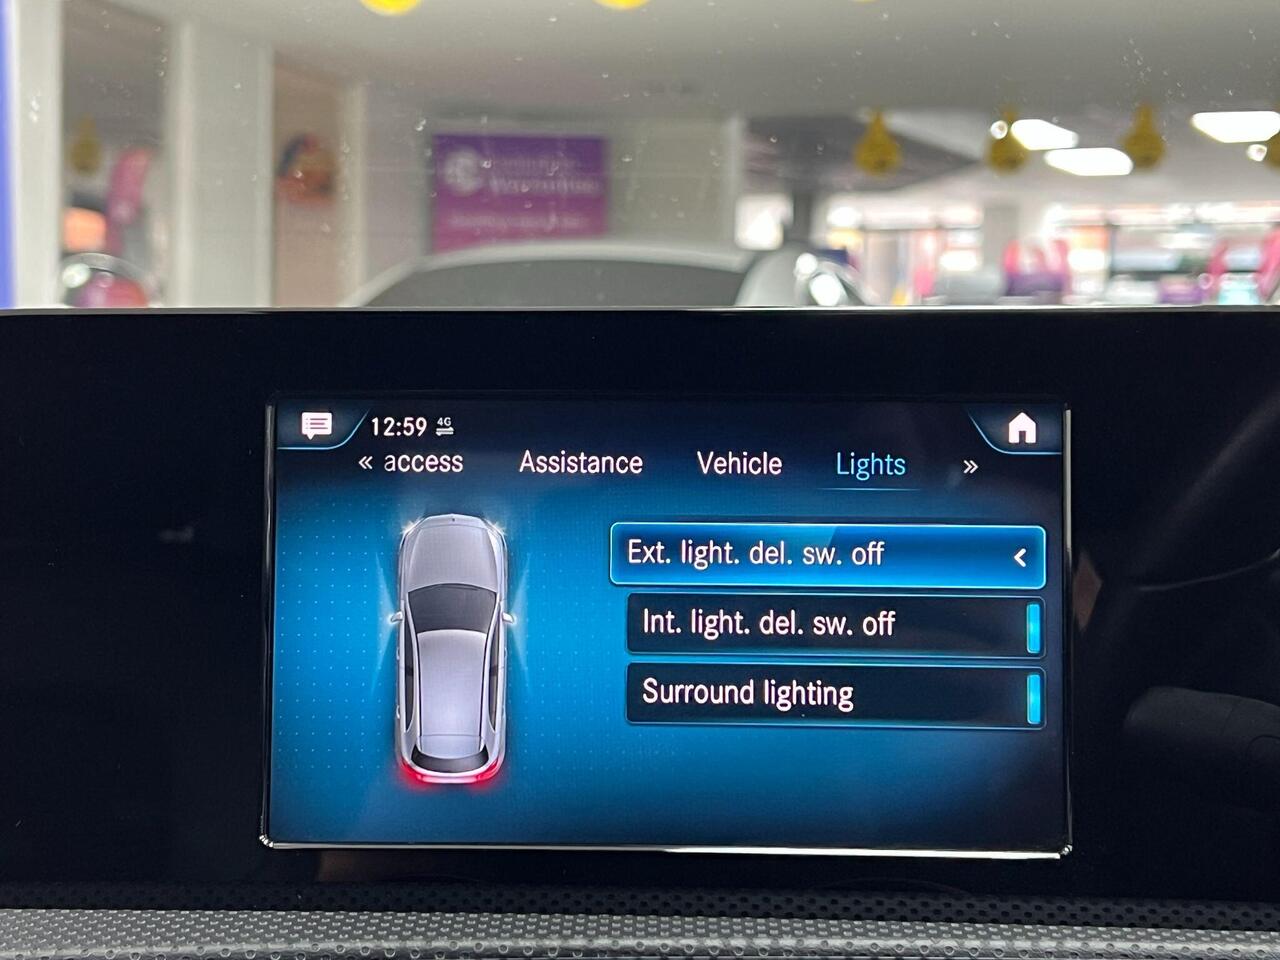 12:59 4G
« access Assistance Vehicle Lights »
Ext. light. del. sw. off
Int. light. del. sw. off
Surround lighting